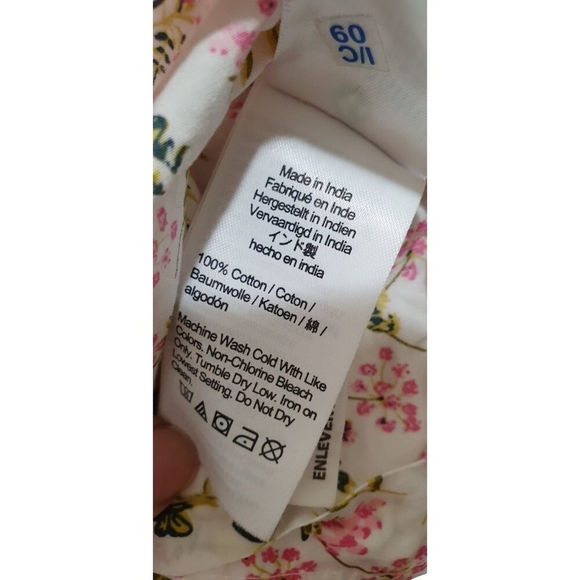 I/C
09
Made in India
Fabriqué en Inde
Hergestellt in Indien
Vervaardigd in India
インド製
hecho en india
100% Cotton / Coton /
Baumwolle / Katoen / 綿 /
algodón
Machine Wash Cold With Like
Colors. Non-Chlorine Bleach
Only. Tumble Dry Low. Iron on
Lowest Setting. Do Not Dry
Clean.
ENLEVER